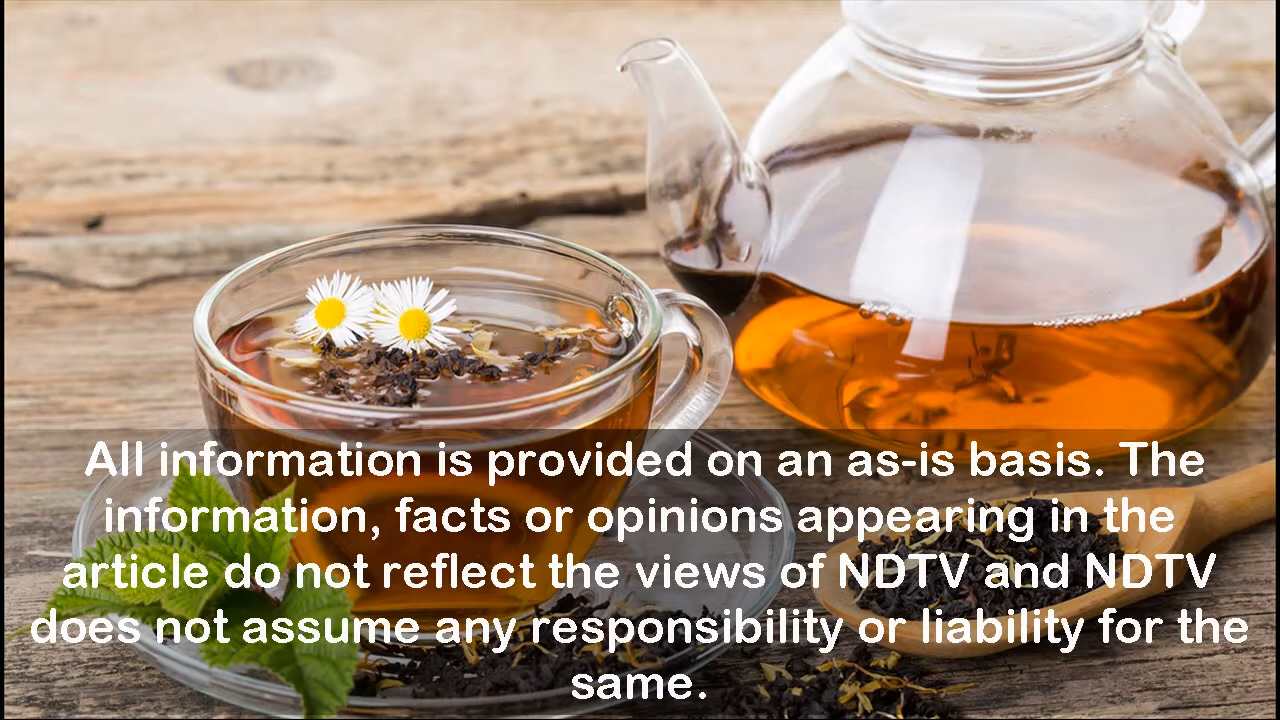 All information is provided on an as-is basis. The
information, facts or opinions appearing in the
article do not reflect the views of NDTV and NDTV
does not assume any responsibility or liability for the
same.